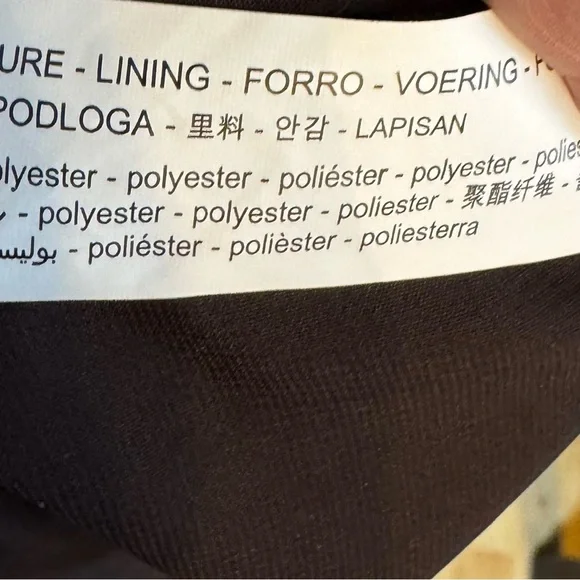 URE - LINING - FORRO - VOERING - F
PODLOGA - 里料 - 안감 - LAPISAN
lyester - polyester - poliéster - polyester - polies
- polyester - polyester - poliester - 聚酯纤维 -
بوليس - poliéster - polièster - poliesterra